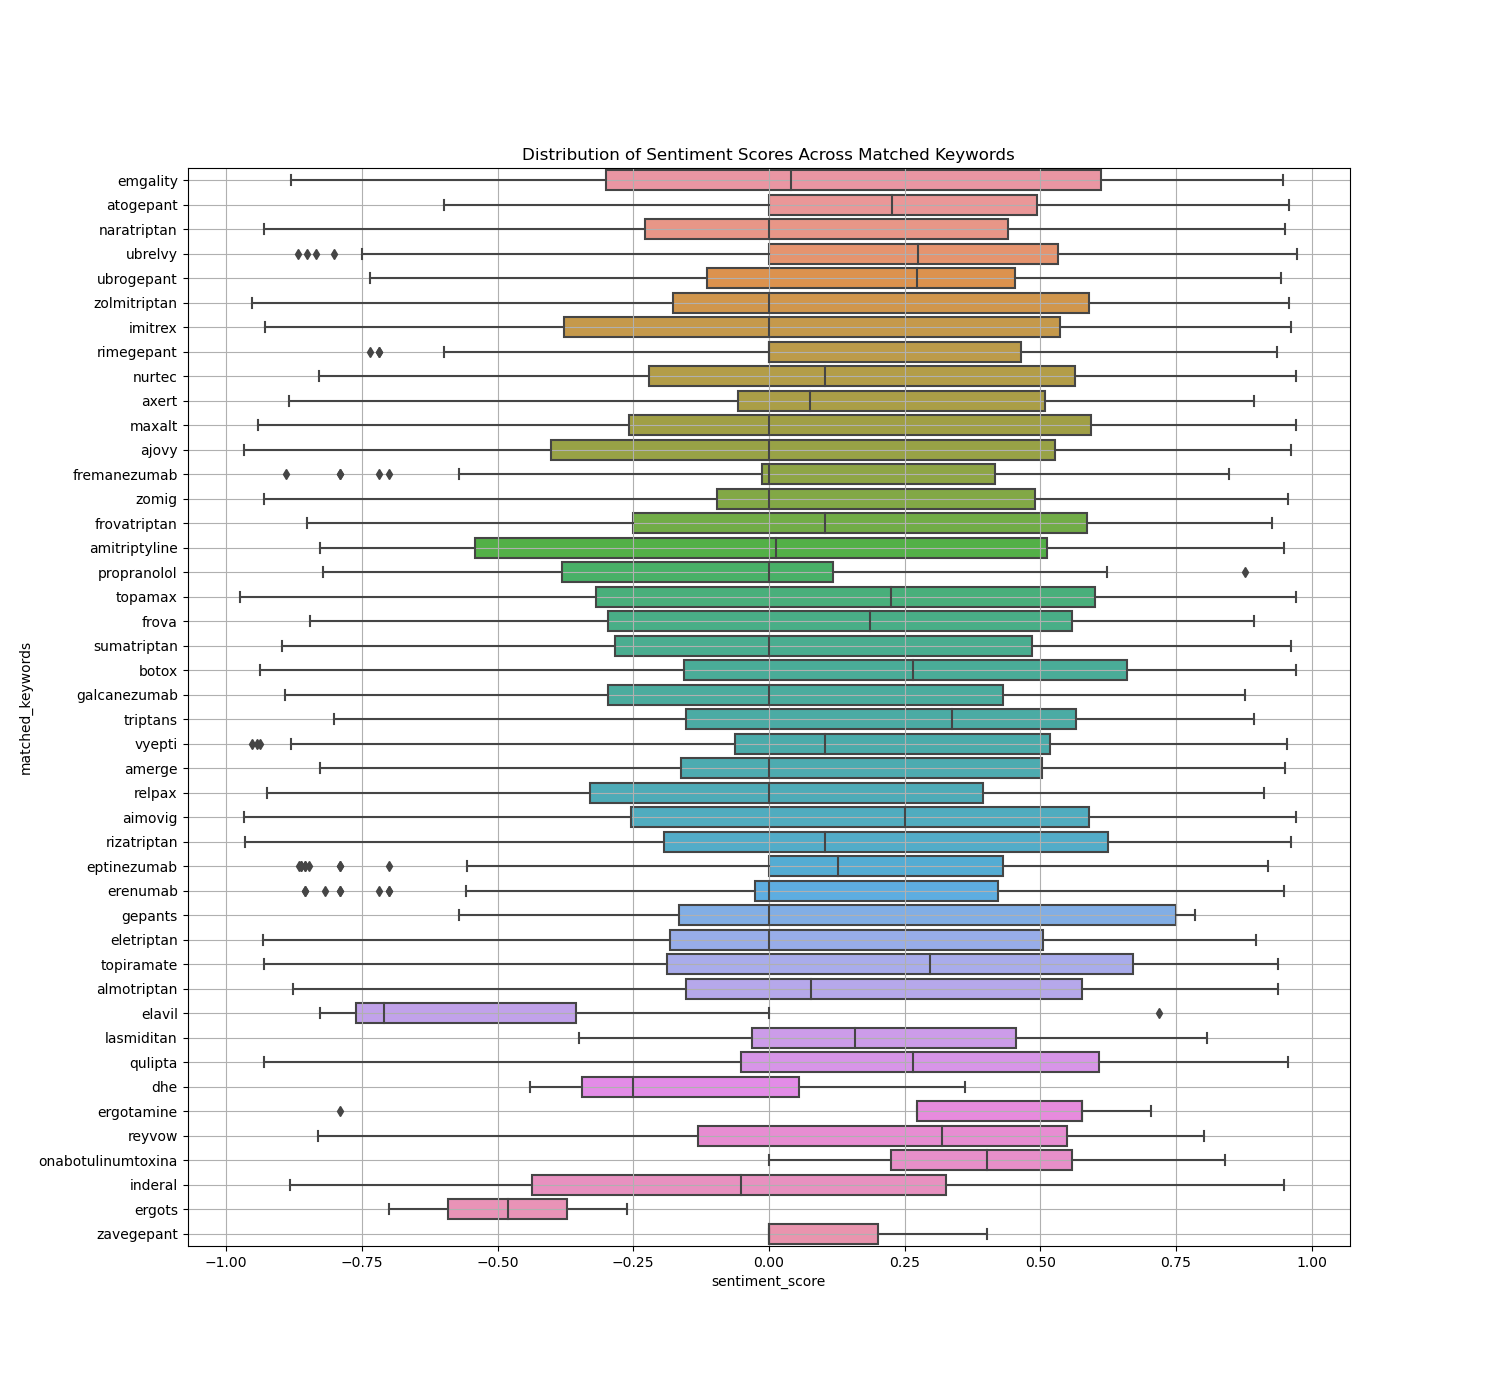 Distribution of Sentiment Scores Across Matched Keywords
emgality
atogepant
naratriptan
ubrelvy
ubrogepant
zolmitriptan
imitrex
rimegepant
nurtec
axert
maxalt
ajovy
fremanezumab
zomig
frovatriptan
amitriptyline
propranolol
topamax
frova
sumatriptan
botox
galcanezumab
triptans
vyepti
amerge
relpax
aimovig
rizatriptan
eptinezumab
erenumab
gepants
eletriptan
topiramate
almotriptan
elavil
lasmiditan
qulipta
dhe
ergotamine
reyvow
onabotulinumtoxina
inderal
ergots
zavegepant
matched_keywords
−1.00 −0.75 −0.50 −0.25 0.00 0.25 0.50 0.75 1.00
sentiment_score